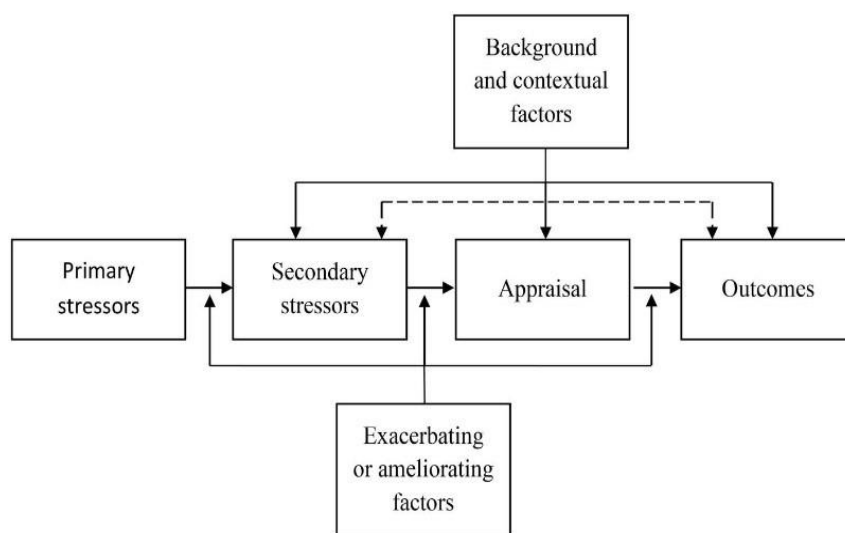 Background
and contextual
factors
Primary
stressors
Secondary
stressors
Appraisal
Outcomes
Exacerbating
or ameliorating
factors